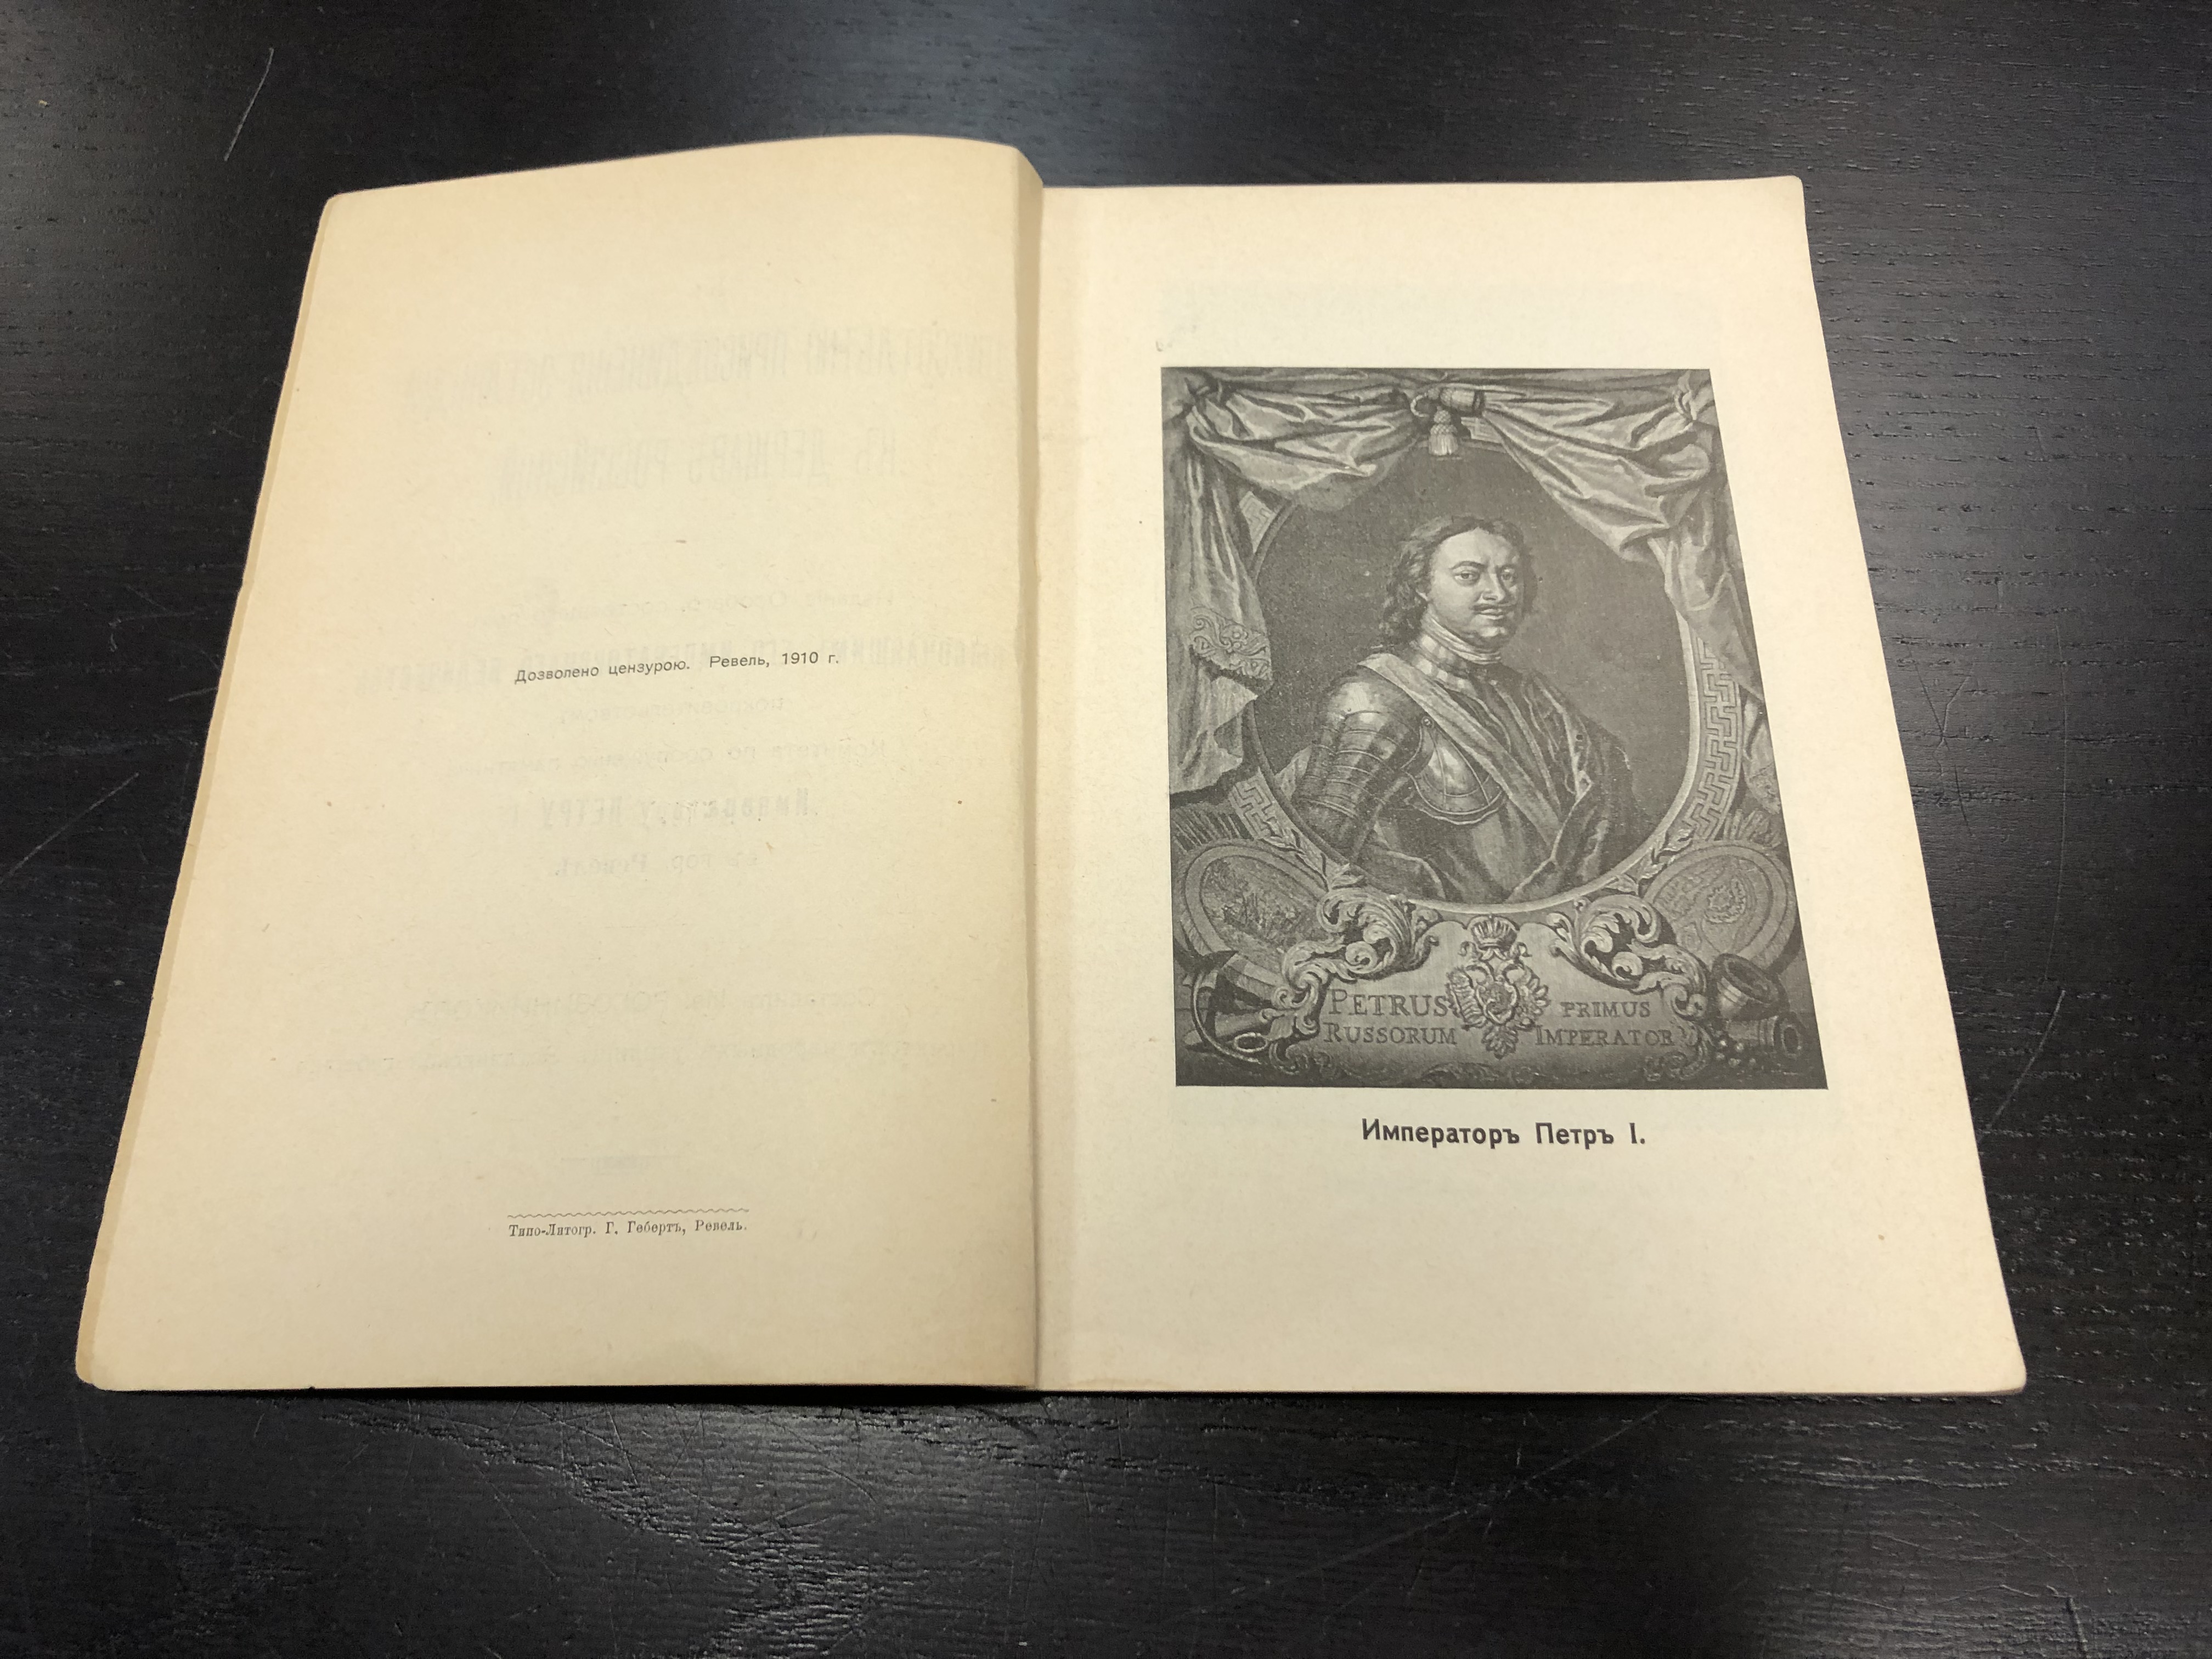 Дозволено цензурою. Ревель, 1910 г.
Типо-Литогр. Г. Гебертъ, Ревель.
PETRUS PRIMUS
RUSSORUM IMPERATOR
Императоръ Петръ I.